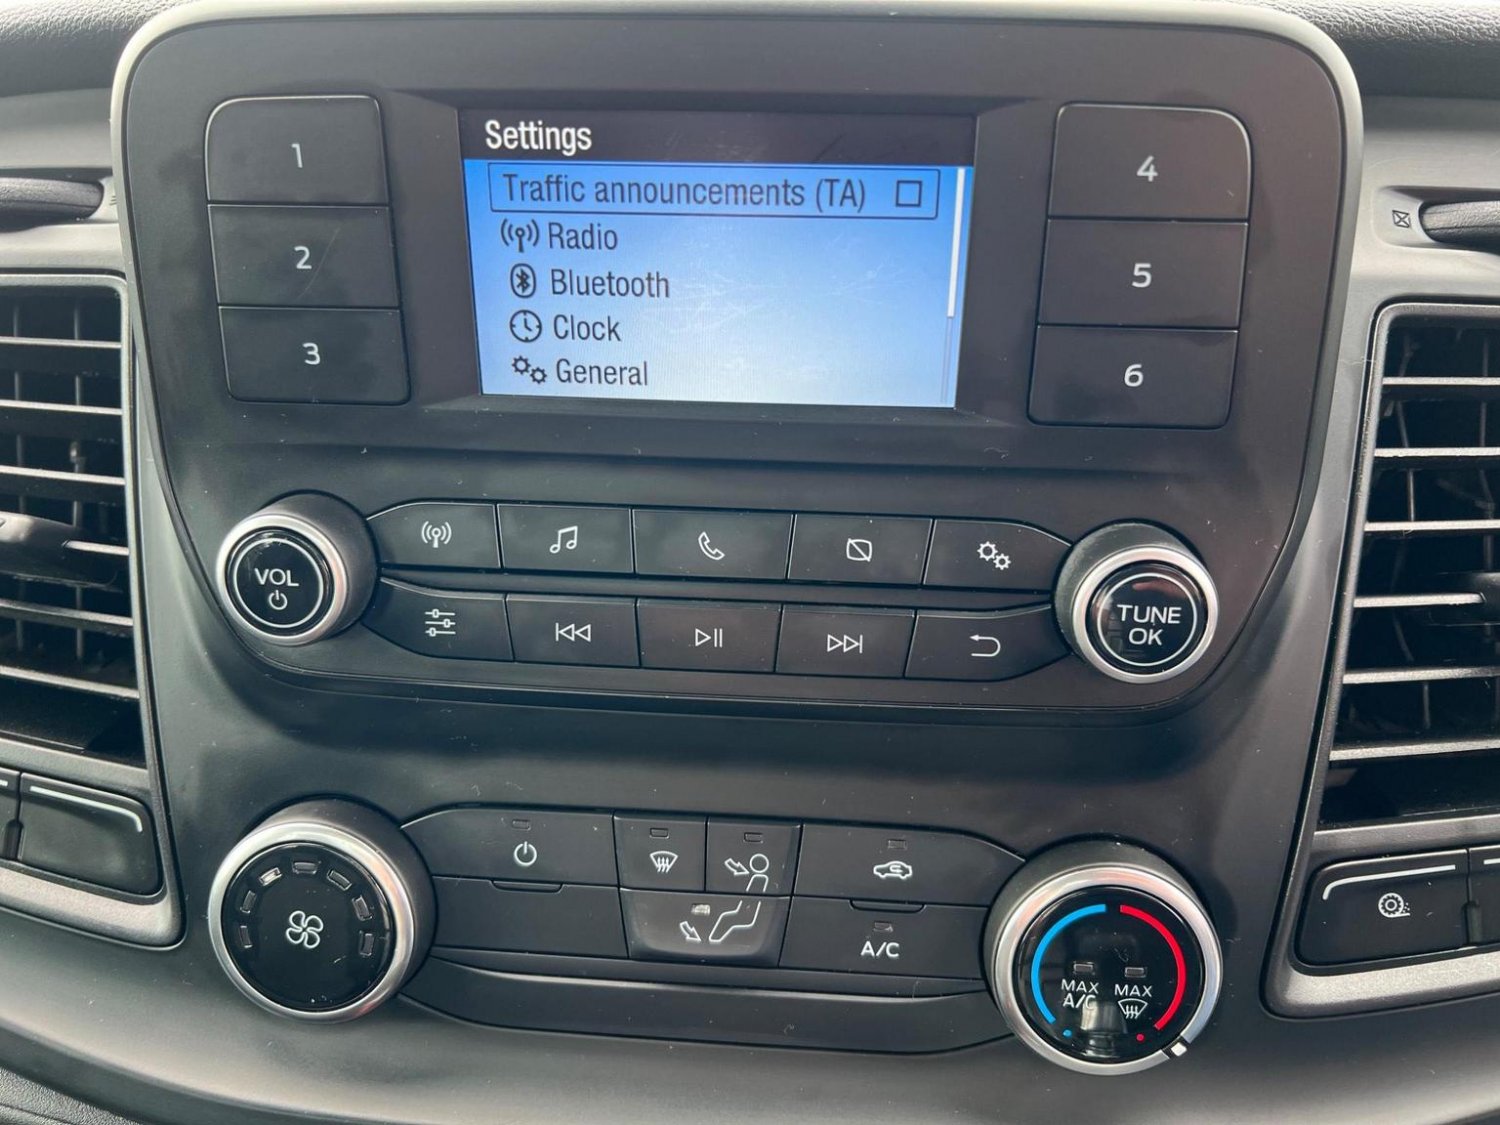 Settings
1
Traffic announcements (TA)
4
2
Radio
5
Bluetooth
3
Clock
6
General
VOL
TUNE
OK
A/C
MAX
A/C
MAX